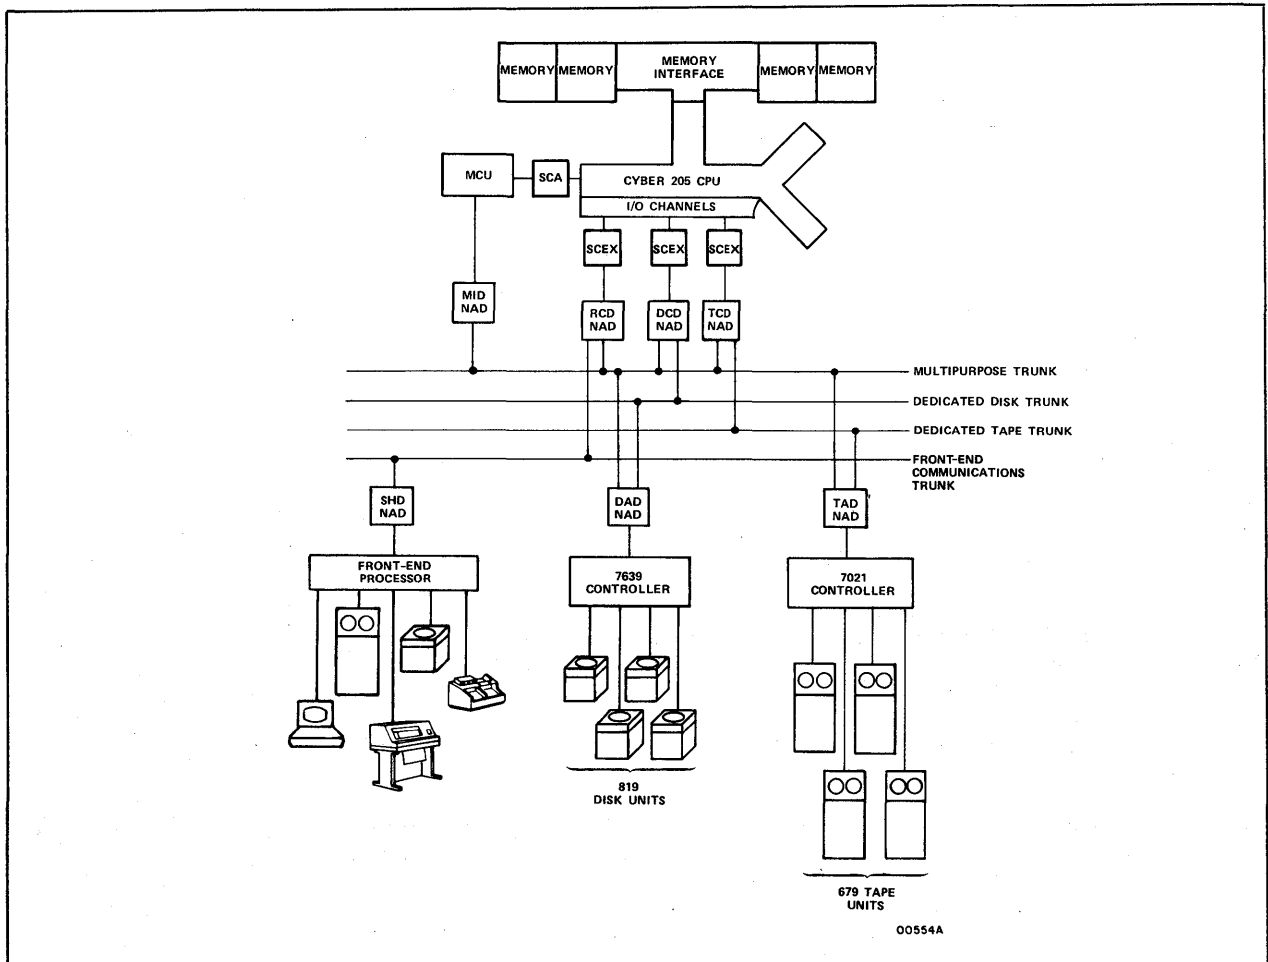 MEMORY
MEMORY
MEMORY
INTERFACE
MEMORY
MEMORY
MCU
SCA
CYBER 205 CPU
I/O CHANNELS
SCEX
SCEX
SCEX
MID
NAD
RCD
NAD
DCD
NAD
TCD
NAD
MULTIPURPOSE TRUNK
DEDICATED DISK TRUNK
DEDICATED TAPE TRUNK
FRONT-END
COMMUNICATIONS
TRUNK
SHD
NAD
DAD
NAD
TAD
NAD
FRONT-END
PROCESSOR
7639
CONTROLLER
7021
CONTROLLER
819
DISK UNITS
679 TAPE
UNITS
00554A